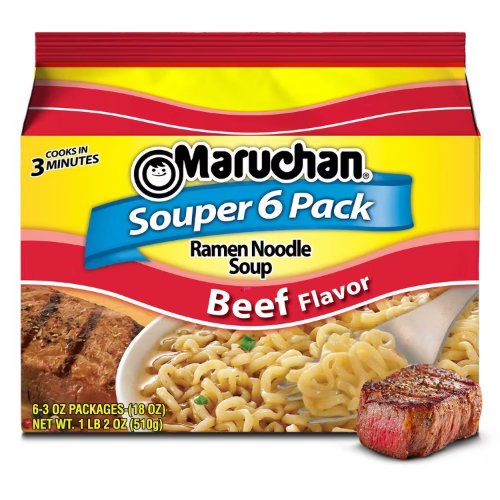 COOKS IN
3 MINUTES
Maruchan®
Souper 6 Pack
Ramen Noodle
Soup
Beef Flavor
6-3 OZ PACKAGES-(18 OZ)
NET WT. 1 LB 2 OZ (510g)